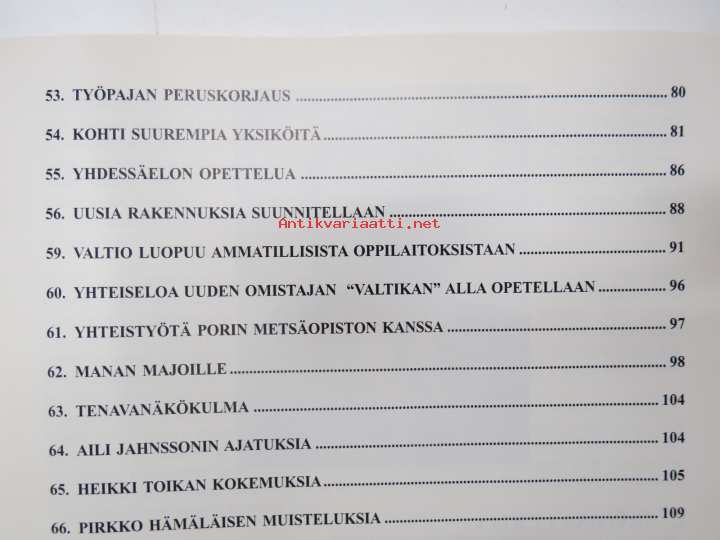 53. TYÖPAJAN PERUSKORJAUS ........ 80
54. KOHTI SUUREMPIA YKSIKÖITÄ ........ 81
55. YHDESSÄELON OPETTELUA ........ 86
56. UUSIA RAKENNUKSIA SUUNNITELLAAN ........ 88
Antikvariaatti.net
59. VALTIO LUOPUU AMMATILLISISTA OPPILAITOKSISTAAN ........ 91
60. YHTEISELOA UUDEN OMISTAJAN “VALTIKAN” ALLA OPETELLAAN ........ 96
61. YHTEISTYÖTÄ PORIN METSÄOPISTON KANSSA ........ 97
62. MANAN MAJOILLE ........ 98
63. TENAVANÄKÖKULMA ........ 104
64. AILI JAHNSSONIN AJATUKSIA ........ 104
65. HEIKKI TOIKAN KOKEMUKSIA ........ 105
66. PIRKKO HÄMÄLÄISEN MUISTELUKSIA ........ 109